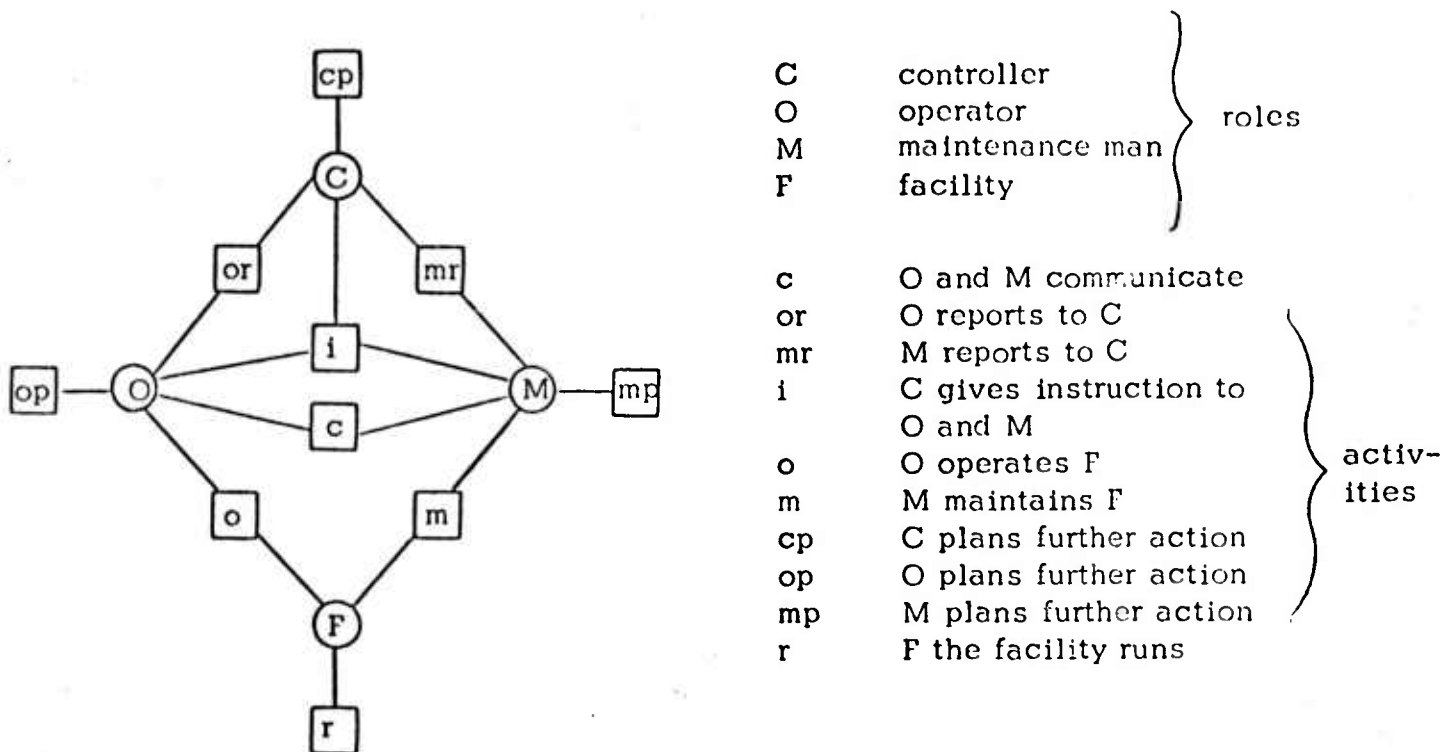 cp
C
or mr
i
op O M mp
c
o m
F
r
C controller
O operator
M maintenance man
F facility
roles
c O and M communicate
or O reports to C
mr M reports to C
i C gives instruction to
O and M
o O operates F
m M maintains F
cp C plans further action
op O plans further action
mp M plans further action
r F the facility runs
activ-
ities